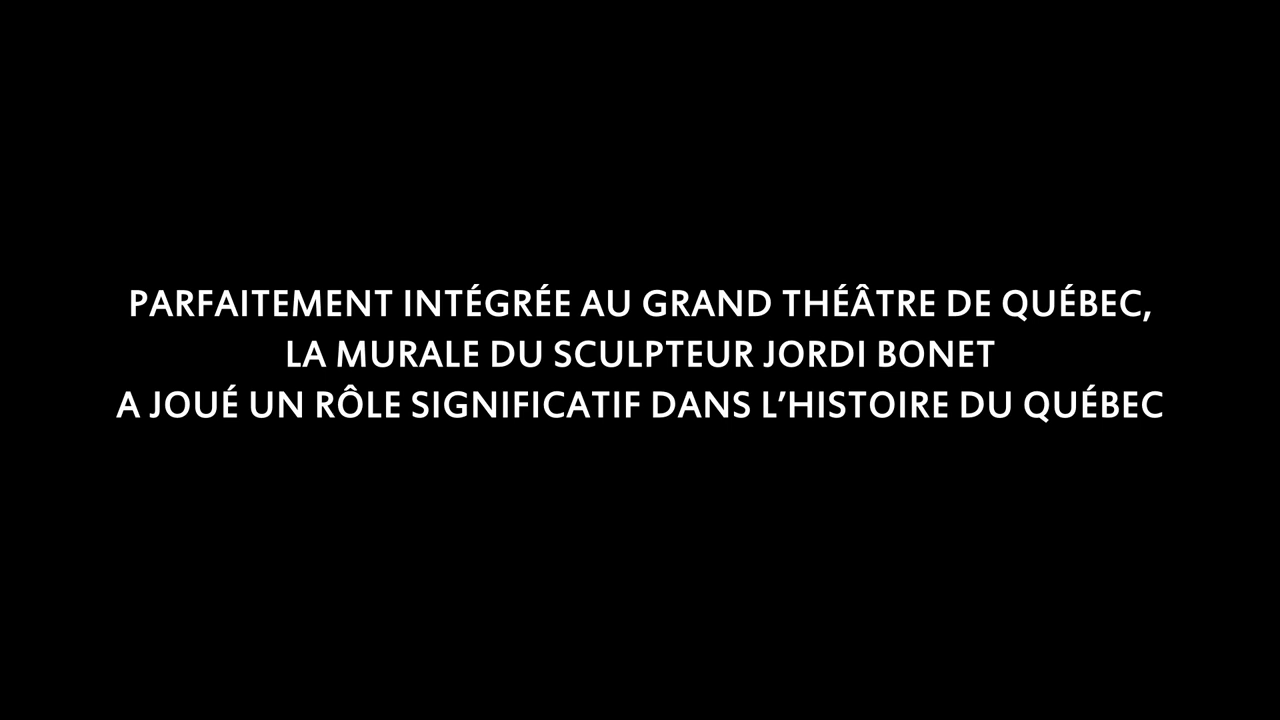 PARFAITEMENT INTÉGRÉE AU GRAND THÉÂTRE DE QUÉBEC,
LA MURALE DU SCULPTEUR JORDI BONET
A JOUÉ UN RÔLE SIGNIFICATIF DANS L’HISTOIRE DU QUÉBEC